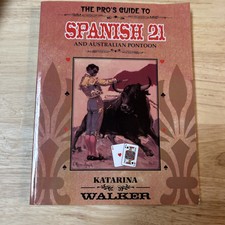 THE PRO'S GUIDE TO
SPANISH 21
AND AUSTRALIAN PONTOON
KATARINA
WALKER